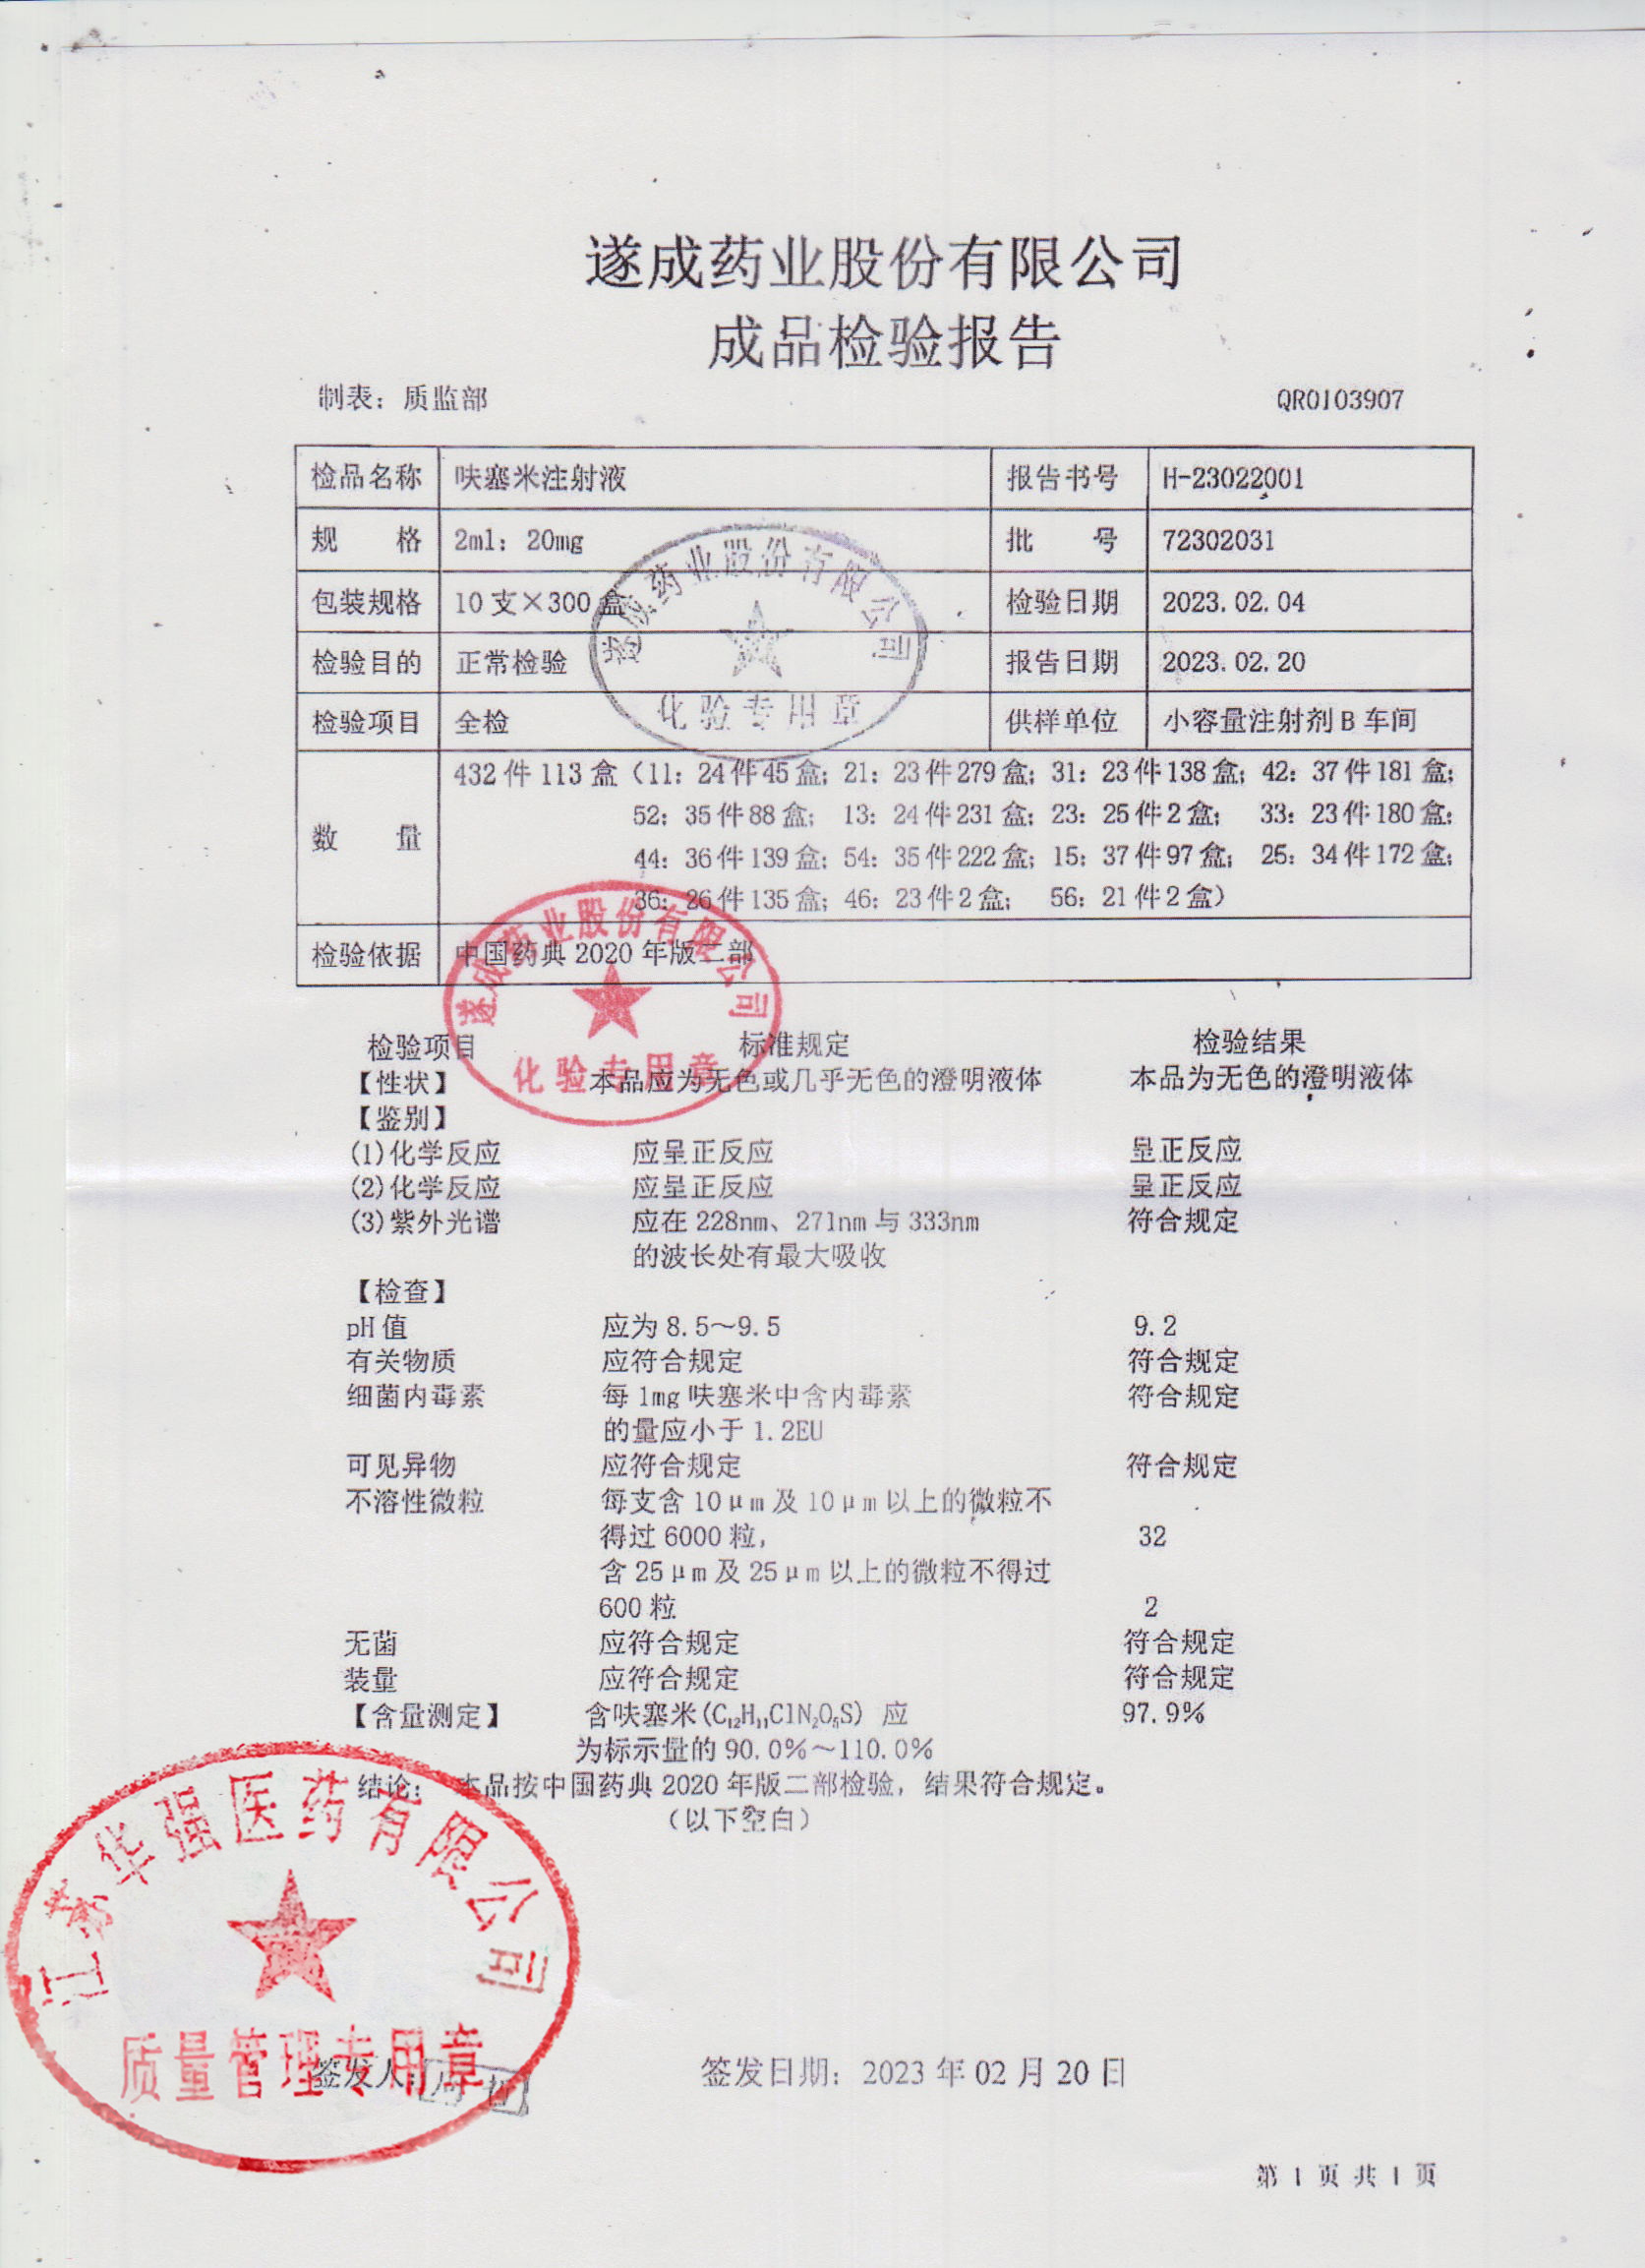 遂成药业股份有限公司
成品检验报告
制表：质监部 QR0103907
检品名称 呋塞米注射液 报告书号 H-23022001
规 格 2ml：20mg 批 号 72302031
包装规格 10支×300盒 检验日期 2023.02.04
检验目的 正常检验 报告日期 2023.02.20
检验项目 全检 供样单位 小容量注射剂B车间
遂成药业股份有限公司
化验专用章
数 量 432件113盒（11：24件45盒；21：23件279盒；31：23件138盒；42：37件181盒；
52：35件88盒； 13：24件231盒；23：25件2盒； 33：23件180盒；
44：36件139盒；54：35件222盒；15：37件97盒； 25：34件172盒；
36：26件135盒；46：23件2盒； 56：21件2盒）
检验依据 中国药典2020年版二部
遂成药业股份有限公司
化验专用章
检验项目 标准规定 检验结果
【性状】 本品应为无色或几乎无色的澄明液体 本品为无色的澄明液体
【鉴别】
(1)化学反应 应呈正反应 呈正反应
(2)化学反应 应呈正反应 呈正反应
(3)紫外光谱 应在228nm、271nm与333nm 符合规定
的波长处有最大吸收
【检查】
pH值 应为8.5～9.5 9.2
有关物质 应符合规定 符合规定
细菌内毒素 每1mg呋塞米中含内毒素 符合规定
的量应小于1.2EU
可见异物 应符合规定 符合规定
不溶性微粒 每支含10μm及10μm以上的微粒不
得过6000粒， 32
含25μm及25μm以上的微粒不得过
600粒 2
无菌 应符合规定 符合规定
装量 应符合规定 符合规定
【含量测定】 含呋塞米(C₁₂H₁₁ClN₂O₅S) 应 97.9%
为标示量的90.0%～110.0%
结论： 本品按中国药典2020年版二部检验，结果符合规定。
（以下空白）
江苏华强医药有限公司
质量管理专用章
签发人： 签发日期：2023年02月20日
第 1 页 共 1 页